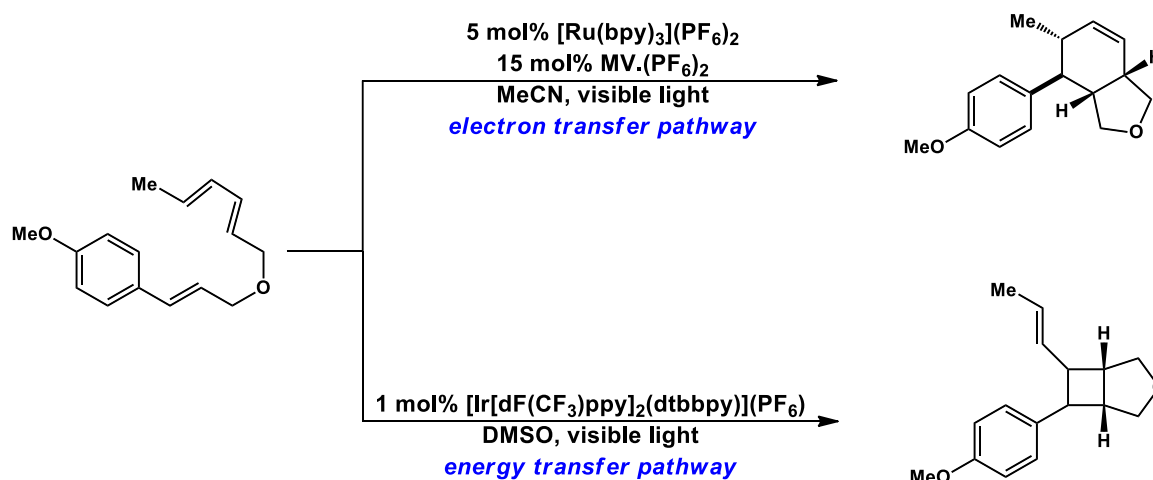 5 mol% [Ru(bpy)3](PF6)2
15 mol% MV.(PF6)2
MeCN, visible light
electron transfer pathway
Me
H
H
O
MeO
Me
MeO
O
Me
H
H
MeO
1 mol% [Ir[dF(CF3)ppy]2(dtbbpy)](PF6)
DMSO, visible light
energy transfer pathway